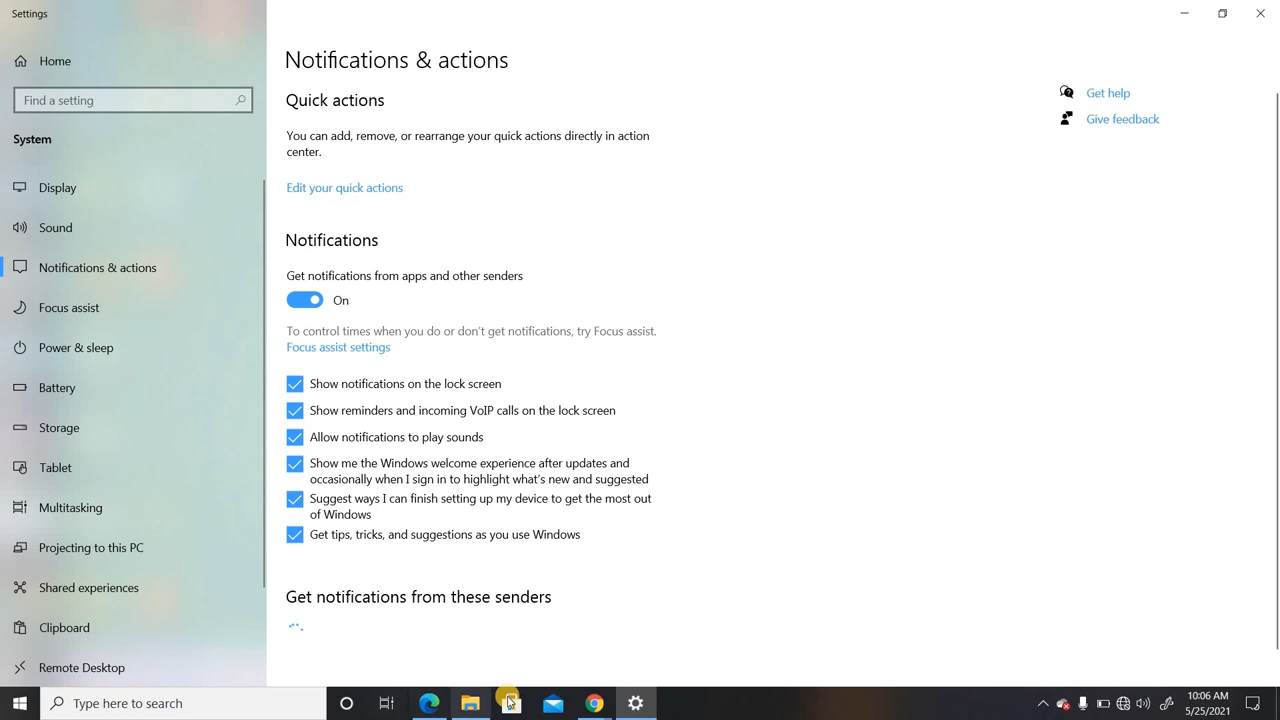 Settings
Home
Find a setting
System
Display
Sound
Notifications & actions
Focus assist
Power & sleep
Battery
Storage
Tablet
Multitasking
Projecting to this PC
Shared experiences
Clipboard
Remote Desktop
Notifications & actions
Quick actions
You can add, remove, or rearrange your quick actions directly in action
center.
Edit your quick actions
Notifications
Get notifications from apps and other senders
On
To control times when you do or don't get notifications, try Focus assist.
Focus assist settings
Show notifications on the lock screen
Show reminders and incoming VoIP calls on the lock screen
Allow notifications to play sounds
Show me the Windows welcome experience after updates and
occasionally when I sign in to highlight what's new and suggested
Suggest ways I can finish setting up my device to get the most out
of Windows
Get tips, tricks, and suggestions as you use Windows
Get notifications from these senders
Get help
Give feedback
Type here to search
10:06 AM
5/25/2021